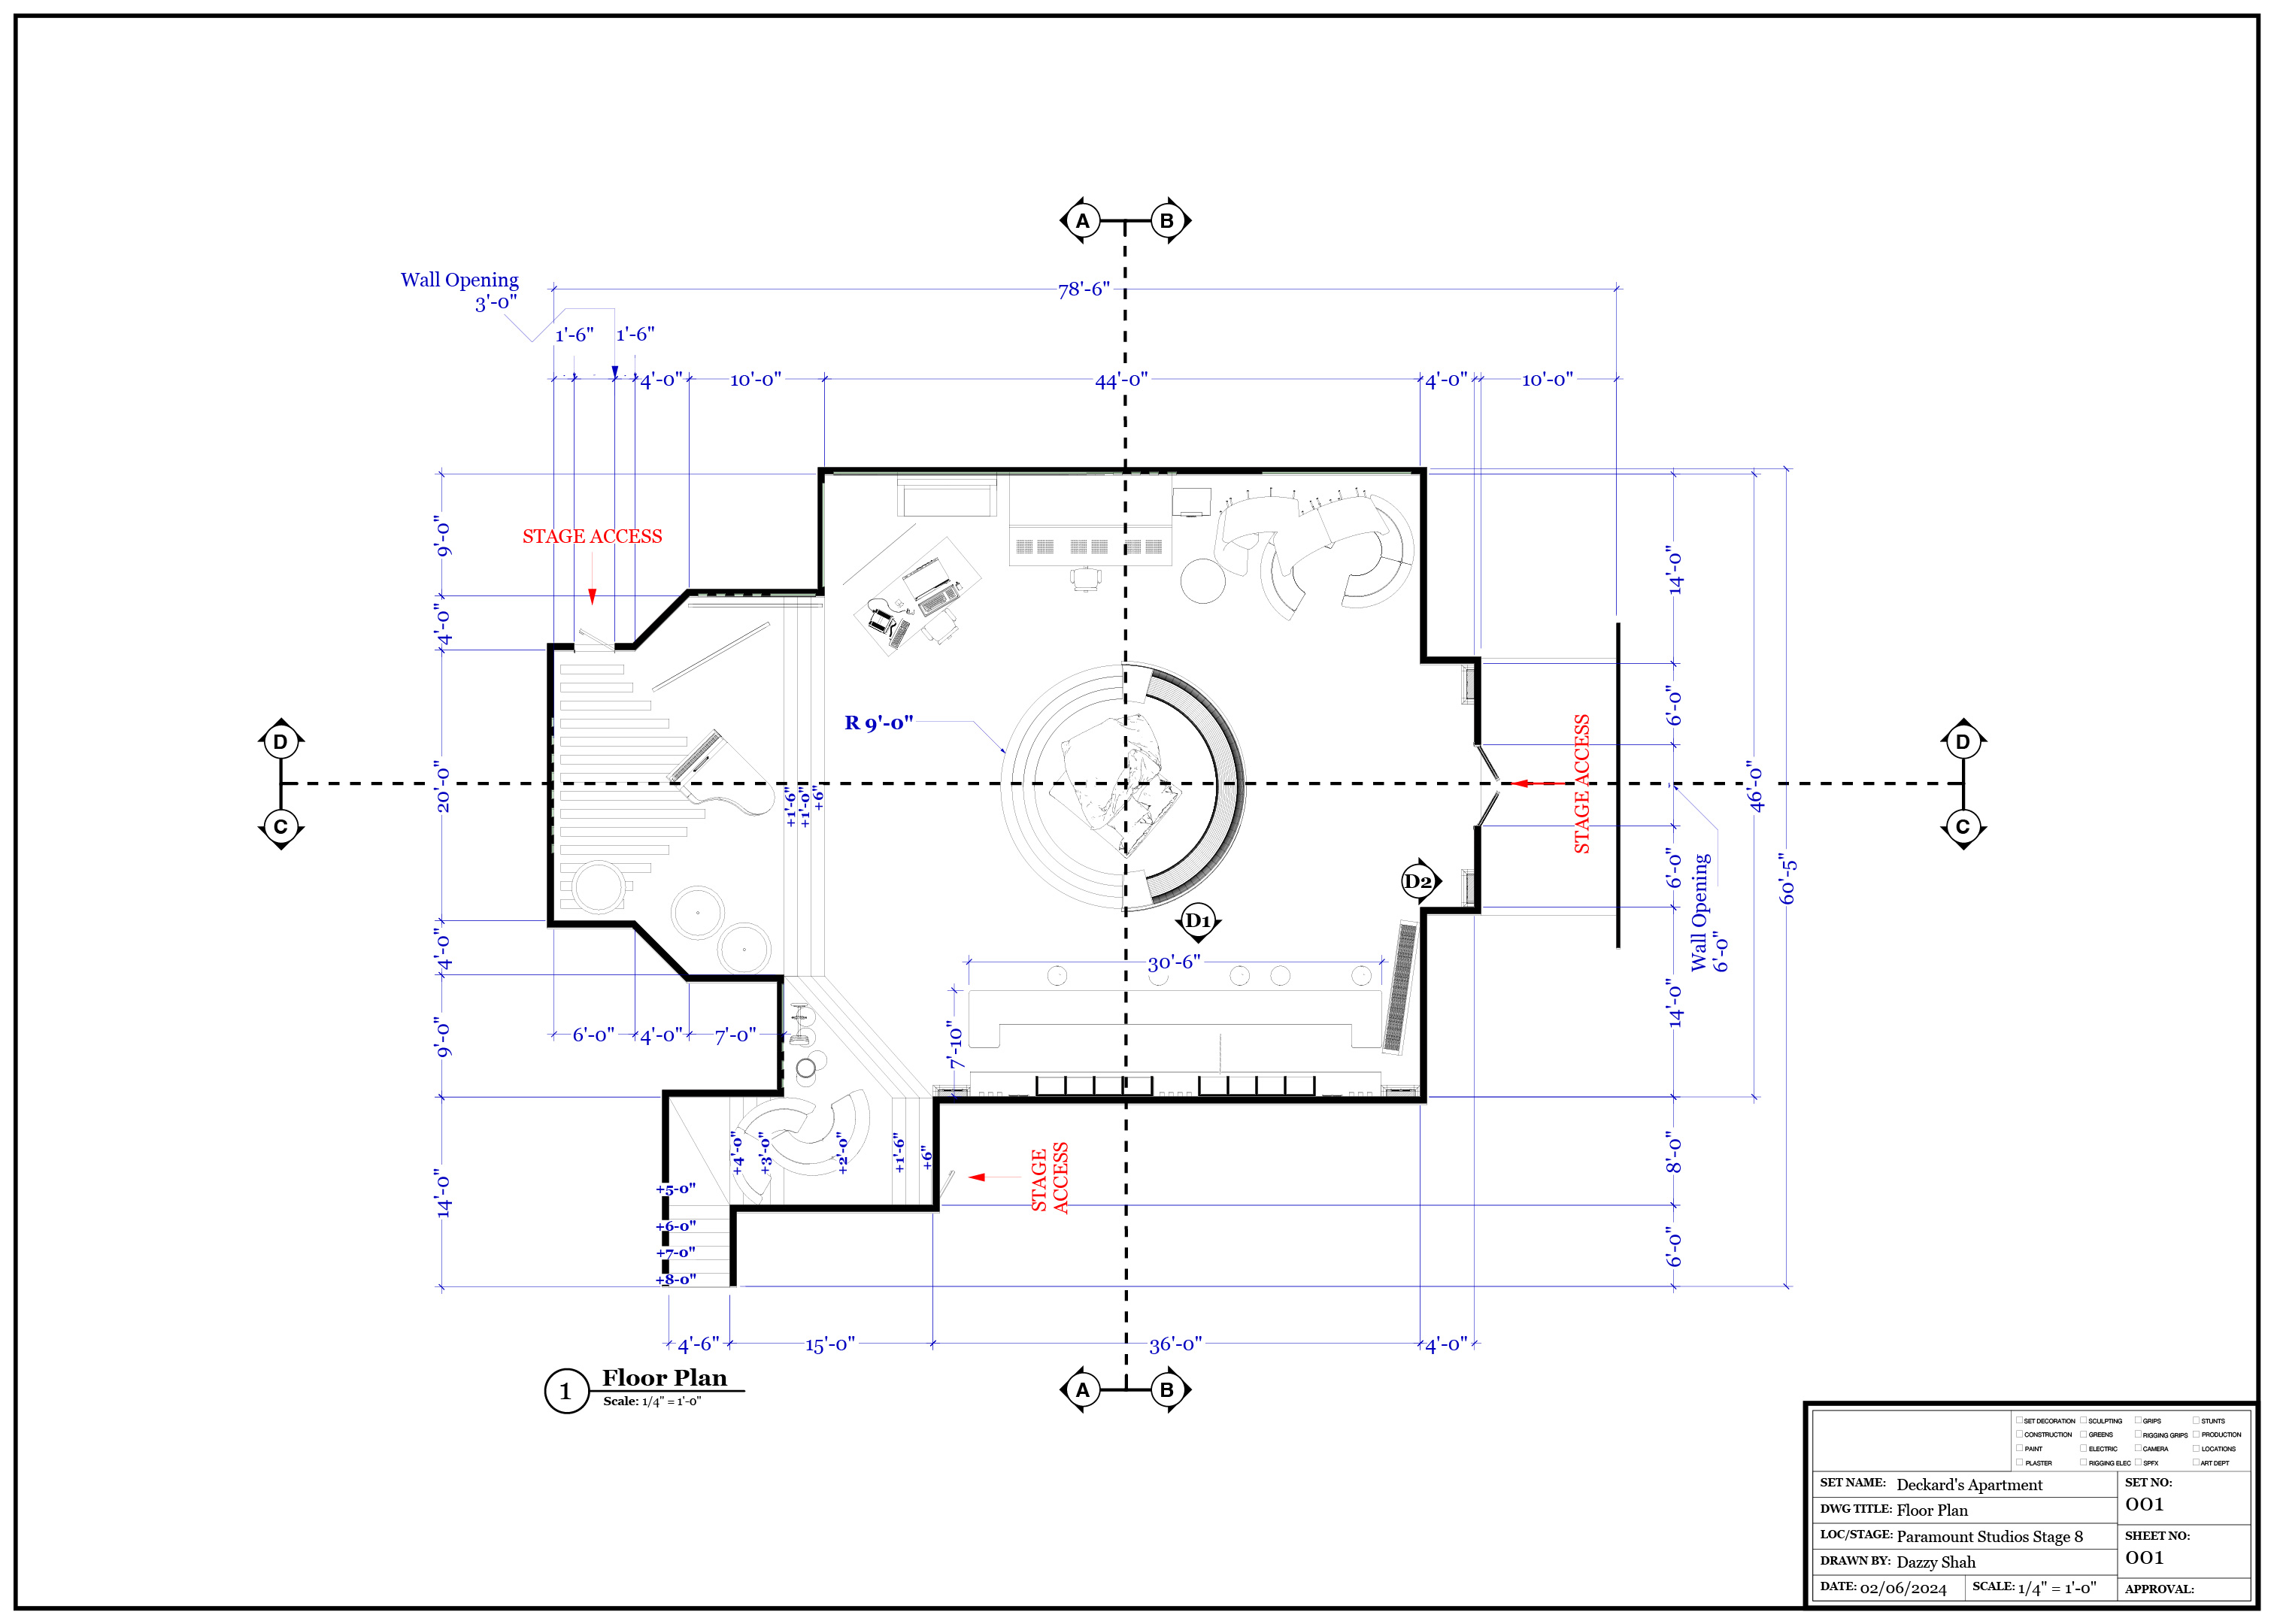 A
B
Wall Opening
3'-0"
78'-6"
1'-6"
1'-6"
4'-0"
10'-0"
44'-0"
4'-0"
10'-0"
STAGE ACCESS
9'-0"
4'-0"
20'-0"
4'-0"
9'-0"
14'-0"
14'-0"
6'-0"
6'-0"
14'-0"
8'-0"
6'-0"
46'-0"
60'-5"
Wall Opening
6'-0"
STAGE ACCESS
R 9'-0"
D
C
D
C
+1'-6"
+1'-0"
+6"
D2
D1
30'-6"
7'-10"
6'-0"
4'-0"
7'-0"
+4'-0"
+3'-0"
+2'-0"
+1'-6"
+6"
STAGE
ACCESS
+5-0"
+6-0"
+7-0"
+8-0"
4'-6"
15'-0"
36'-0"
4'-0"
A
B
1
Floor Plan
Scale: 1/4" = 1'-0"
SET DECORATION SCULPTING GRIPS STUNTS
CONSTRUCTION GREENS RIGGING GRIPS PRODUCTION
PAINT ELECTRIC CAMERA LOCATIONS
PLASTER RIGGING ELEC SPFX ART DEPT
SET NAME: Deckard's Apartment
SET NO:
001
DWG TITLE: Floor Plan
LOC/STAGE: Paramount Studios Stage 8
SHEET NO:
001
DRAWN BY: Dazzy Shah
DATE: 02/06/2024
SCALE: 1/4" = 1'-0"
APPROVAL: